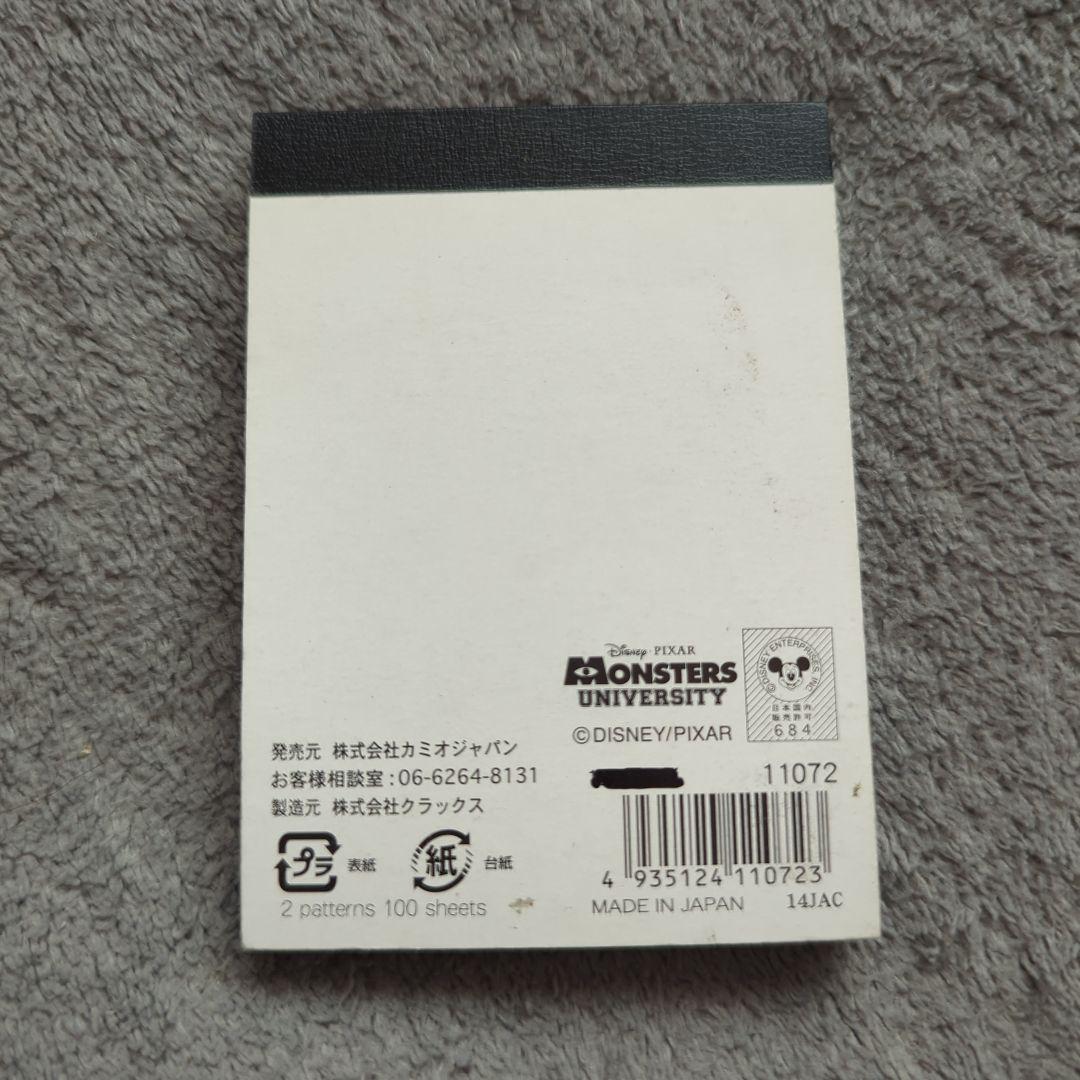 Disney · PIXAR
MONSTERS
UNIVERSITY
©DISNEY/PIXAR
©DISNEY ENTERPRISES, INC
日本国内
販売許可
684
発売元 株式会社カミオジャパン
お客様相談室:06-6264-8131
製造元 株式会社クラックス
プラ 表紙 紙 台紙
2 patterns 100 sheets
11072
4 935124 110723
MADE IN JAPAN 14JAC